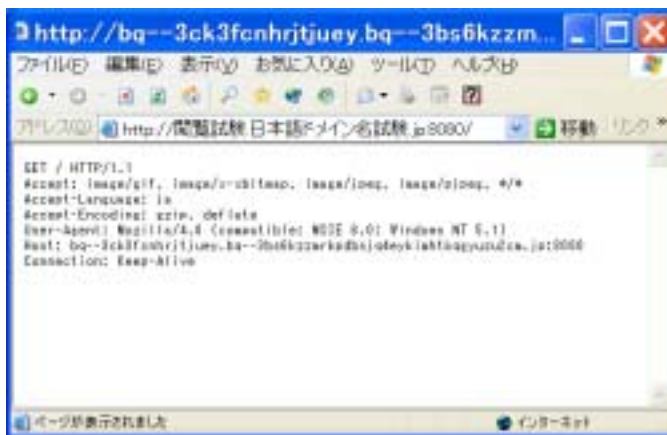 http://bq--3ck3fcnhrjtjuey.bq--3bs6kzzm...
ファイル(F) 編集(E) 表示(V) お気に入り(A) ツール(T) ヘルプ(H)
アドレス(D) http://閲覧試験.日本語ドメイン名試験.jp:8080/ 移動 リンク
GET / HTTP/1.1
Accept: image/gif, image/x-xbitmap, image/jpeg, image/pjpeg, */*
Accept-Language: ja
Accept-Encoding: gzip, deflate
User-Agent: Mozilla/4.0 (compatible; MSIE 6.0; Windows NT 5.1)
Host:
Connection: Keep-Alive
ページが表示されました インターネット